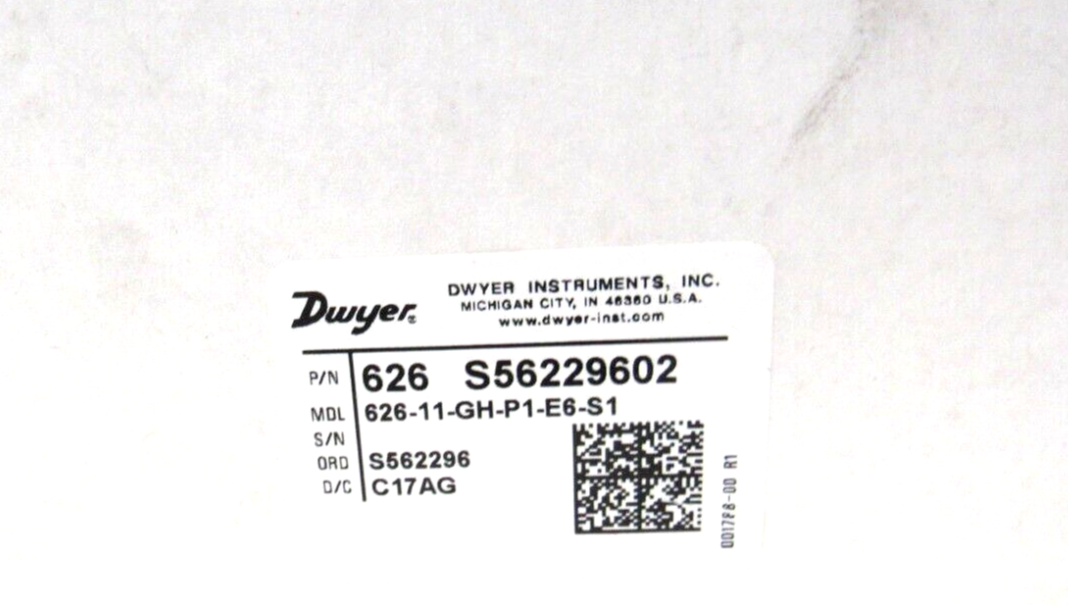 Dwyer®
DWYER INSTRUMENTS, INC.
MICHIGAN CITY, IN 46360 U.S.A.
www.dwyer-inst.com
P/N 626 S56229602
MDL 626-11-GH-P1-E6-S1
S/N
ORD S562296
D/C C17AG
001788-00 R1